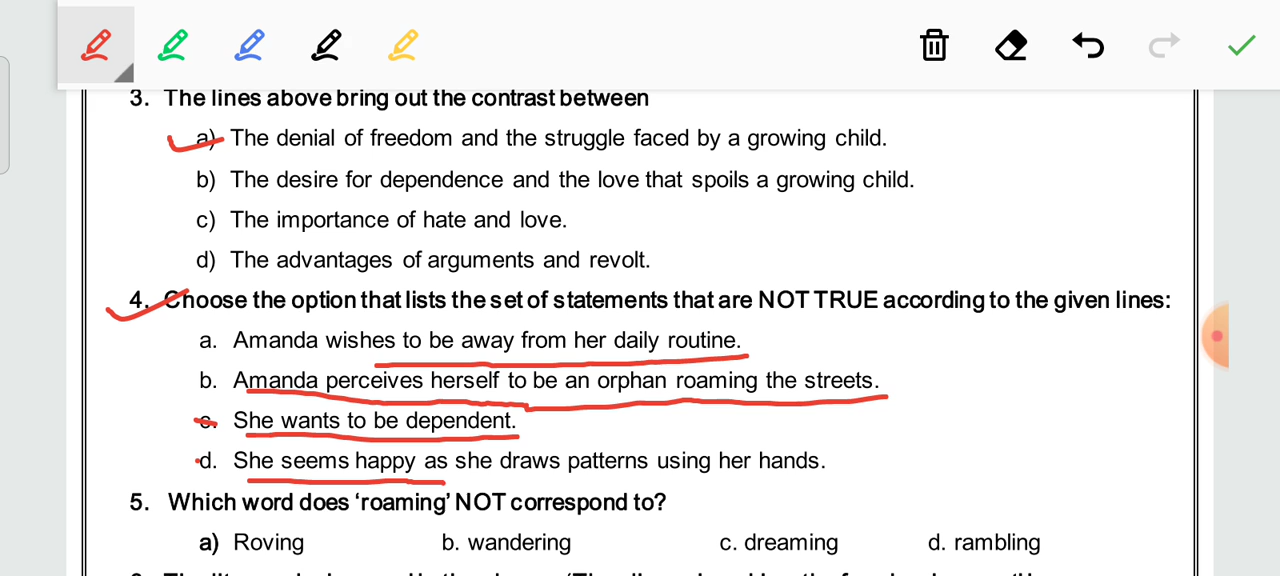 3. The lines above bring out the contrast between
a) The denial of freedom and the struggle faced by a growing child.
b) The desire for dependence and the love that spoils a growing child.
c) The importance of hate and love.
d) The advantages of arguments and revolt.
4. Choose the option that lists the set of statements that are NOT TRUE according to the given lines:
a. Amanda wishes to be away from her daily routine.
b. Amanda perceives herself to be an orphan roaming the streets.
c. She wants to be dependent.
d. She seems happy as she draws patterns using her hands.
5. Which word does ‘roaming’ NOT correspond to?
a) Roving b. wandering c. dreaming d. rambling